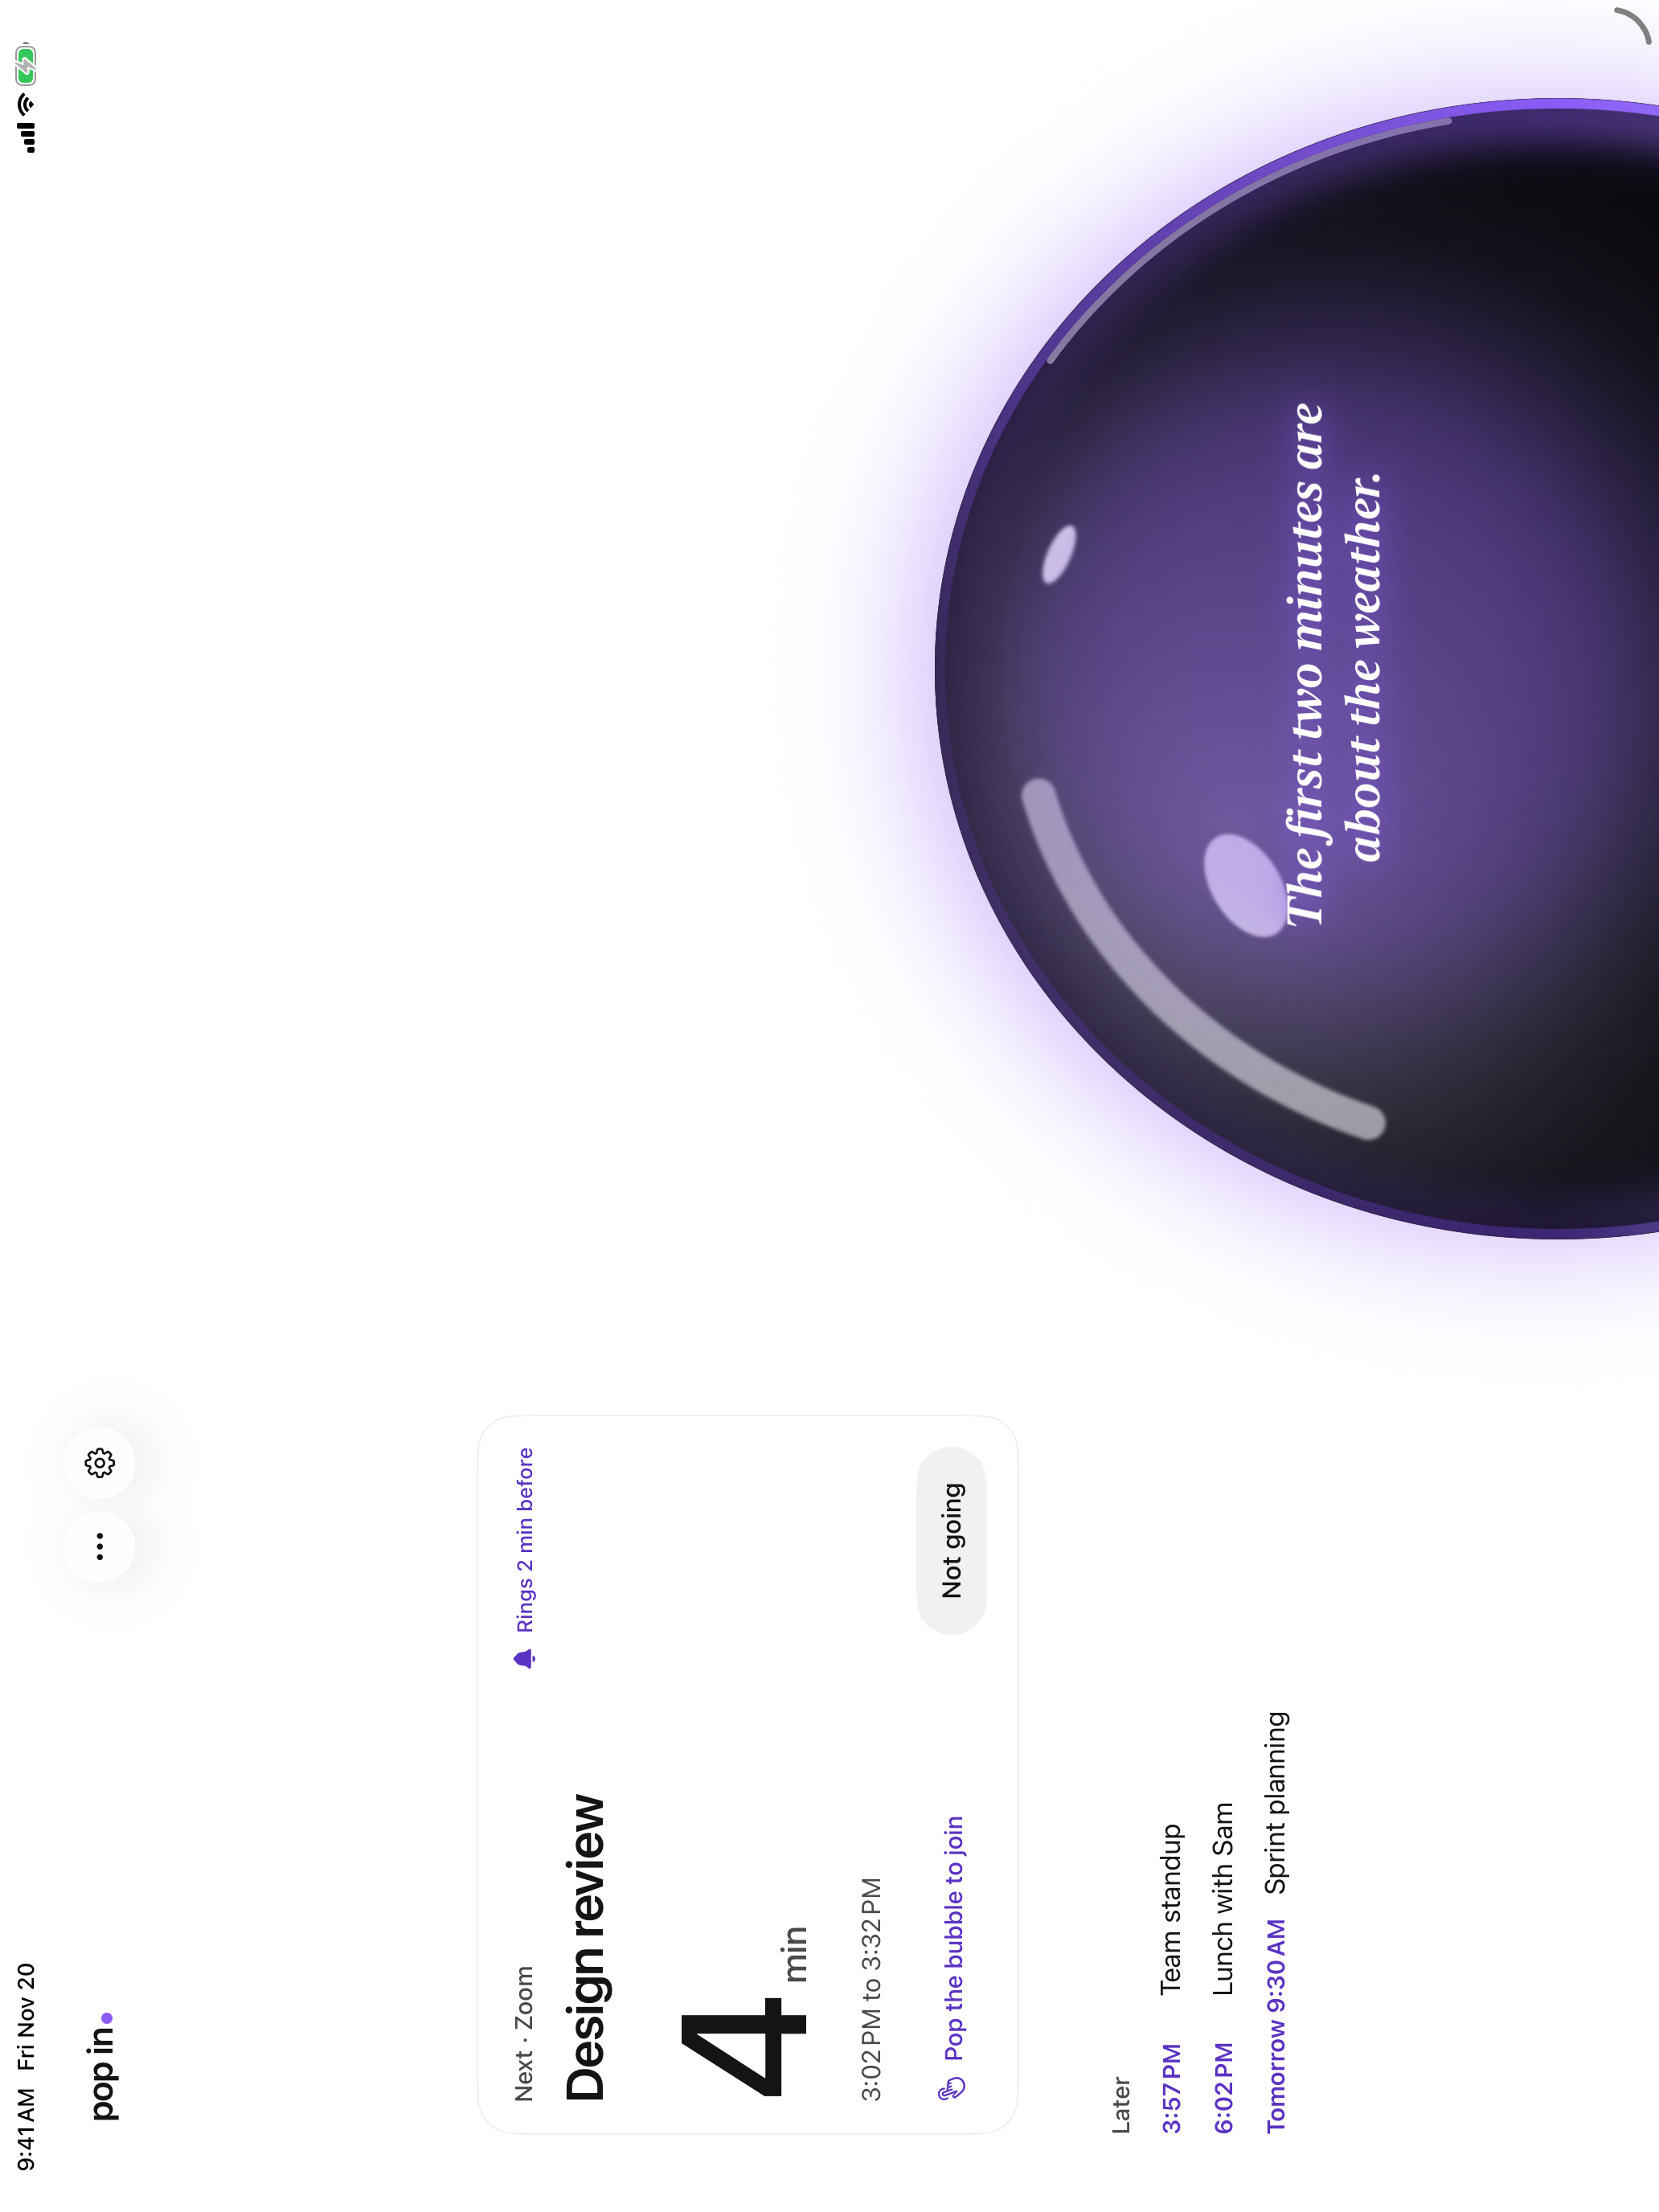 9:41 AM Fri Nov 20
pop in
Next · Zoom
Rings 2 min before
Design review
4 min
3:02 PM to 3:32 PM
Pop the bubble to join
Not going
Later
3:57 PM Team standup
6:02 PM Lunch with Sam
Tomorrow 9:30 AM Sprint planning
The first two minutes are
about the weather.